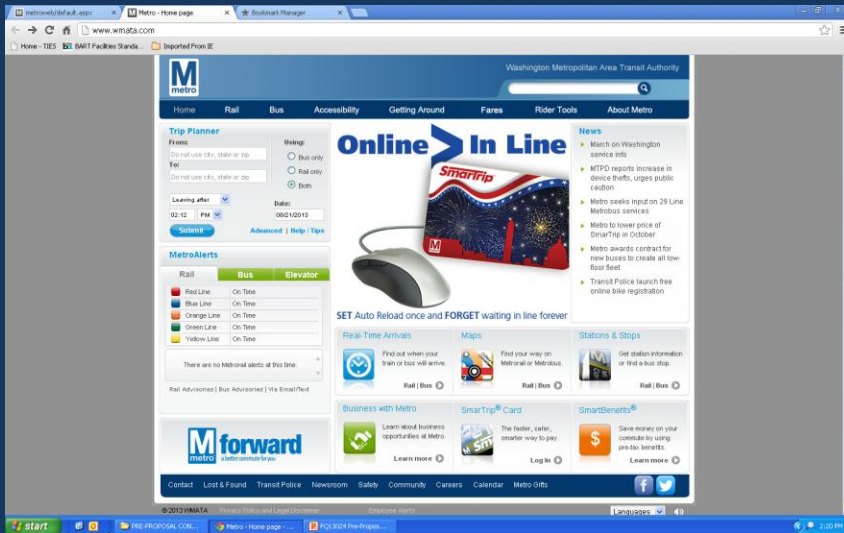 metroweb/default.aspx
Metro - Home page
Bookmark Manager
www.wmata.com
Home - TIES
BART Facilities Standa...
Imported From IE
M
metro
Washington Metropolitan Area Transit Authority
Home Rail Bus Accessibility Getting Around Fares Rider Tools About Metro
Trip Planner
From:
Do not use city, state or zip
To:
Do not use city, state or zip
Using:
Bus only
Rail only
Both
Leaving after
Date:
02:12 PM 08/21/2013
Submit
Advanced | Help / Tips
MetroAlerts
Rail Bus Elevator
Red Line On Time
Blue Line On Time
Orange Line On Time
Green Line On Time
Yellow Line On Time
There are no Metrorail alerts at this time.
Rail Advisories | Bus Advisories | Via Email/Text
M
metro
forward
a better commute for you
Online > In Line
SmarTrip
M
SET Auto Reload once and FORGET waiting in line forever
News
March on Washington
service info
MTPD reports increase in
device thefts, urges public
caution
Metro seeks input on 29 Line
Metrobus services
Metro to lower price of
SmarTrip in October
Metro awards contract for
new buses to create all low-
floor fleet
Transit Police launch free
online bike registration
Real-Time Arrivals
Find out when your
train or bus will arrive.
Rail | Bus
Maps
Find your way on
Metrorail or Metrobus.
Rail | Bus
Stations & Stops
Get station information
or find a bus stop.
Rail | Bus
Business with Metro
Learn about business
opportunities at Metro.
Learn more
SmarTrip® Card
The faster, safer,
smarter way to pay.
Log In
SmartBenefits®
$
Save money on your
commute by using
pre-tax benefits.
Learn more
Contact Lost & Found Transit Police Newsroom Safety Community Careers Calendar Metro Gifts
© 2013 WMATA Privacy Policy and Legal Disclaimer Employee Alerts Languages
start
PRE-PROPOSAL CON...
Metro - Home page - ...
FQ13024 Pre-Propos...
2:20 PM